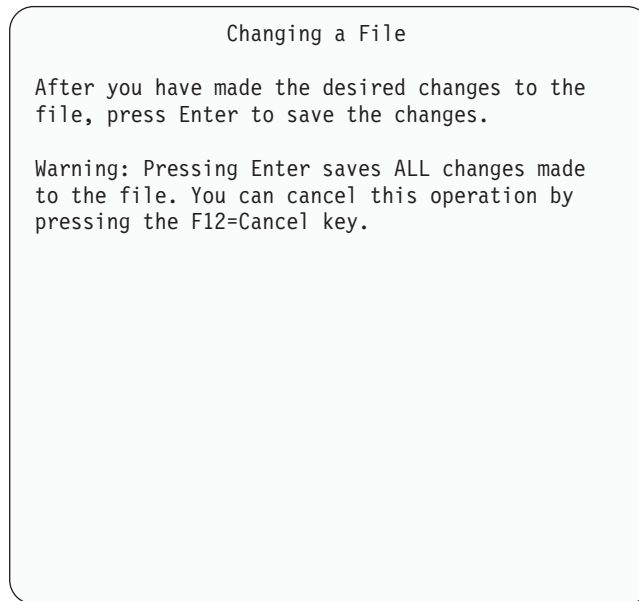 Changing a File
After you have made the desired changes to the
file, press Enter to save the changes.
Warning: Pressing Enter saves ALL changes made
to the file. You can cancel this operation by
pressing the F12=Cancel key.